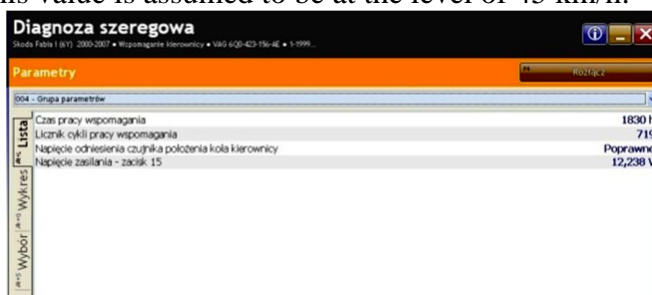 his value is assumed to be at the level of 45 km/h.
Diagnoza szeregowa
Skoda Fabia I (6Y) 2000-2007 • Wspomaganie kierownicy • VAG 6Q0-423-156-AE • 1-1999...
Parametry
Rozłącz
004 - Grupa parametrów
Lista
Wykres
Wybór
Czas pracy wspomagania 1830 h
Licznik cykli pracy wspomagania 719
Napięcie odniesienia czujnika położenia koła kierownicy Poprawne
Napięcie zasilania - zacisk 15 12,238 V